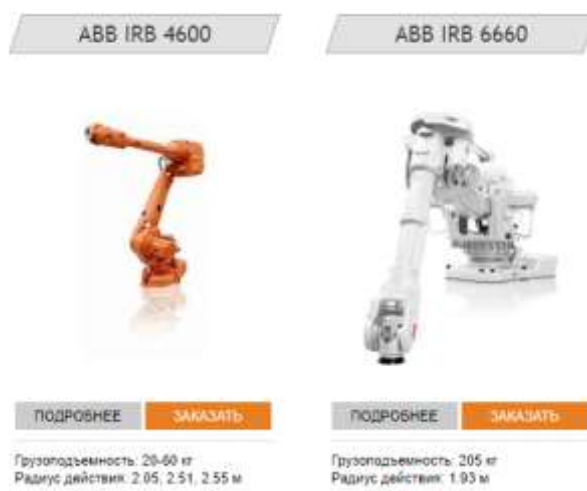 ABB IRB 4600
ABB IRB 6660
ПОДРОБНЕЕ
ЗАКАЗАТЬ
ПОДРОБНЕЕ
ЗАКАЗАТЬ
Грузоподъемность: 20-60 кг
Радиус действия: 2.05, 2.51, 2.55 м
Грузоподъемность: 205 кг
Радиус действия: 1.93 м